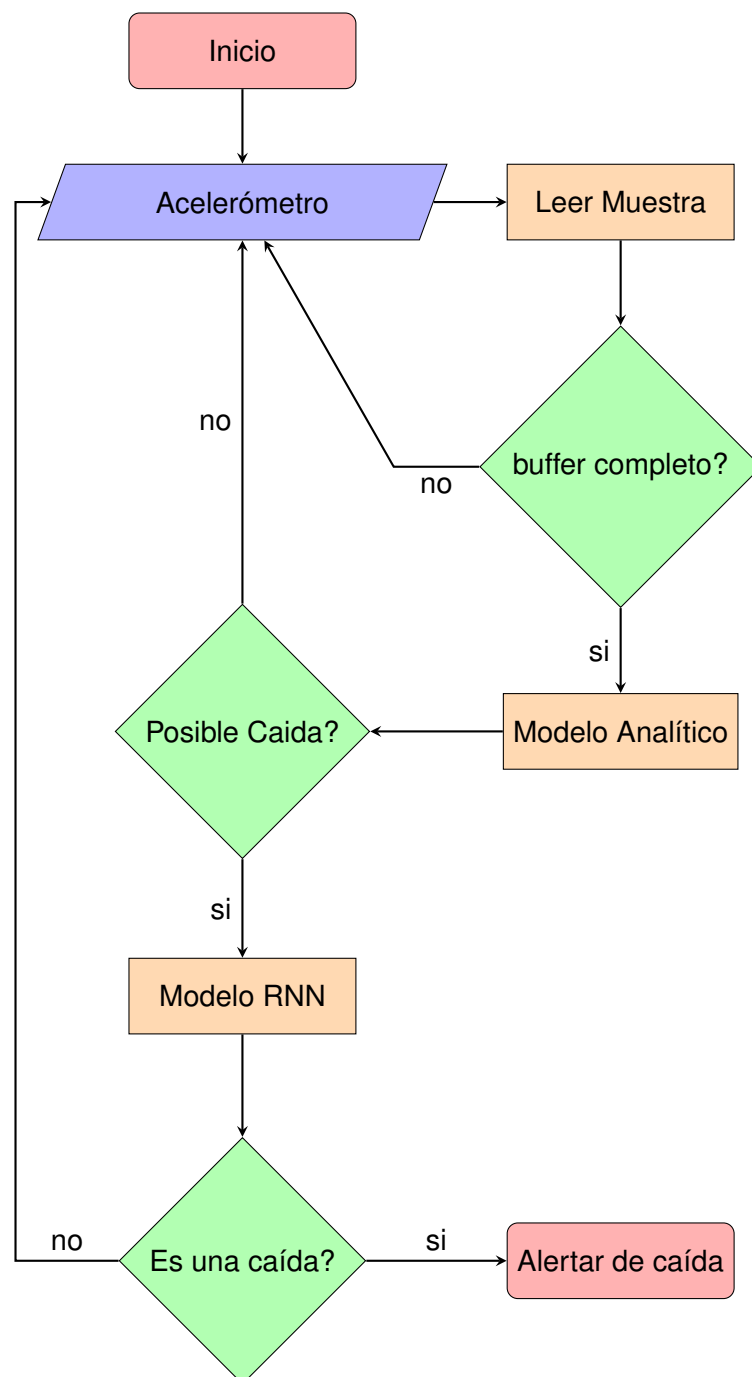 Inicio
Acelerómetro
Leer Muestra
no
buffer completo?
no
si
Posible Caida?
Modelo Analítico
si
Modelo RNN
no
Es una caída?
si
Alertar de caída